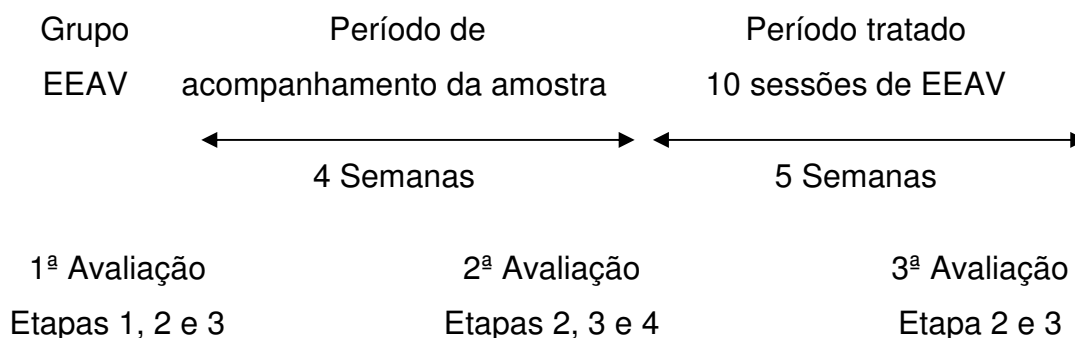 Grupo Período de Período tratado
EEAV acompanhamento da amostra 10 sessões de EEAV
4 Semanas 5 Semanas
1ª Avaliação 2ª Avaliação 3ª Avaliação
Etapas 1, 2 e 3 Etapas 2, 3 e 4 Etapa 2 e 3